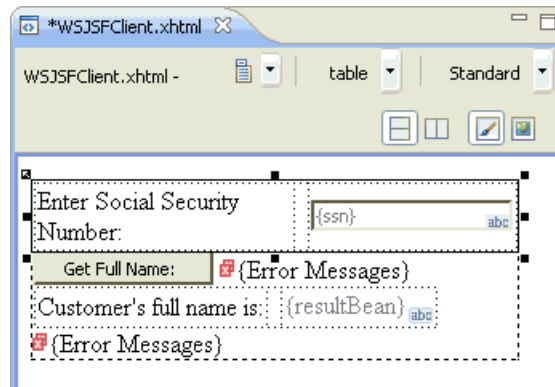 *WSJSFClient.xhtml
WSJSFClient.xhtml - table Standard
Enter Social Security
Number:
{ssn} abc
Get Full Name: {Error Messages}
Customer's full name is: {resultBean} abc
{Error Messages}